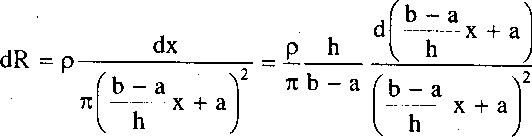 dR = ρ dx / π((b − a)/h x + a)² = ρ/π h/(b − a) d((b − a)/h x + a) / ((b − a)/h x + a)²